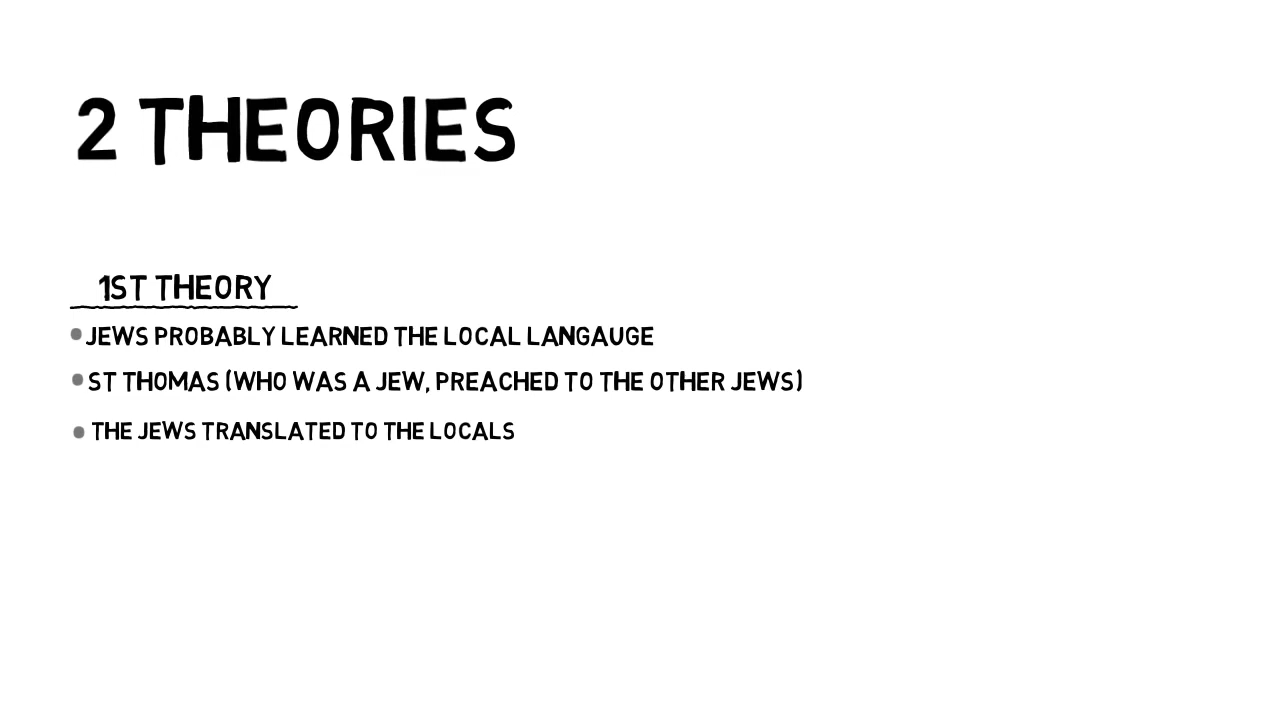 2 THEORIES
1ST THEORY
JEWS PROBABLY LEARNED THE LOCAL LANGAUGE
ST THOMAS (WHO WAS A JEW, PREACHED TO THE OTHER JEWS)
THE JEWS TRANSLATED TO THE LOCALS